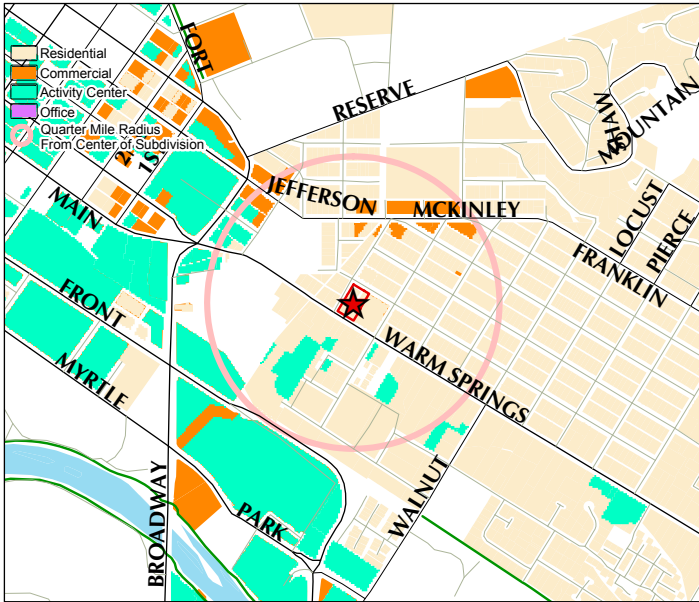 Residential
Commercial
Activity Center
Office
Quarter Mile Radius
From Center of Subdivision
FORT
RESERVE
SHAW
MOUNTAIN
1ST
MAIN
JEFFERSON
MCKINLEY
LOCUST
PIERCE
FRANKLIN
FRONT
WARM SPRINGS
MYRTLE
WALNUT
BROADWAY
PARK